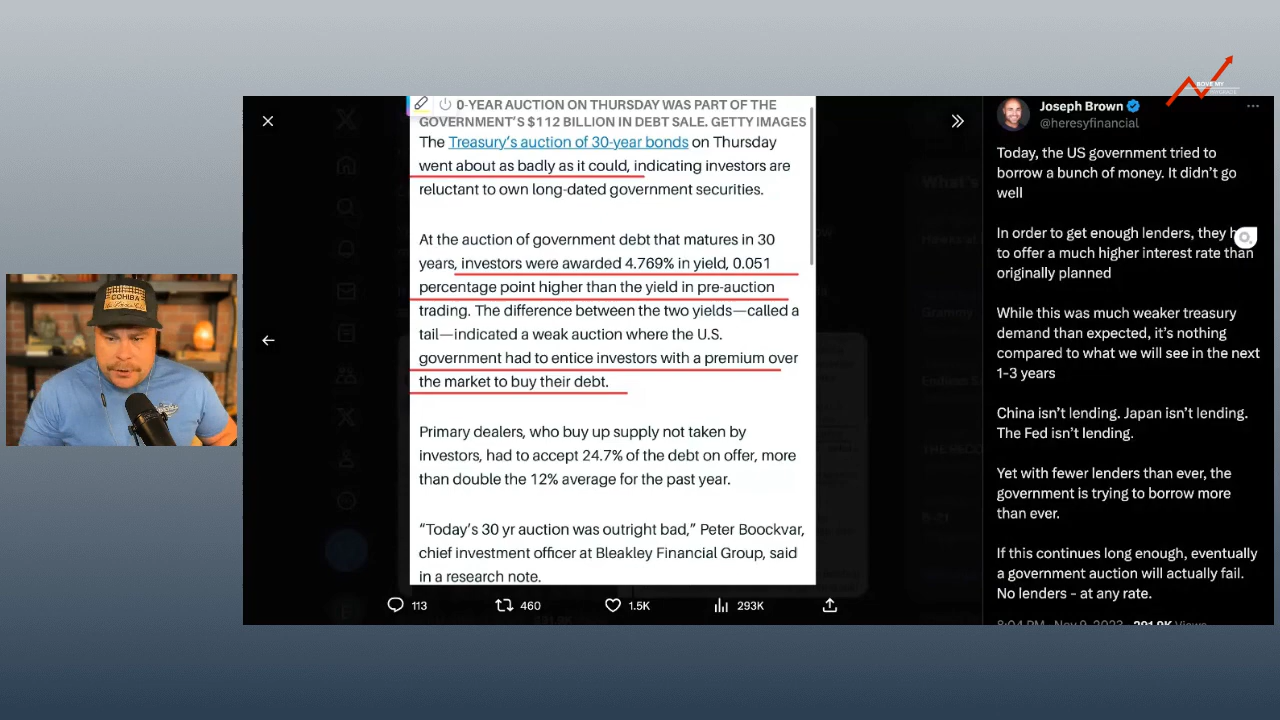 COHIBA
0-YEAR AUCTION ON THURSDAY WAS PART OF THE
GOVERNMENT'S $112 BILLION IN DEBT SALE. GETTY IMAGES
The Treasury's auction of 30-year bonds on Thursday
went about as badly as it could, indicating investors are
reluctant to own long-dated government securities.
At the auction of government debt that matures in 30
years, investors were awarded 4.769% in yield, 0.051
percentage point higher than the yield in pre-auction
trading. The difference between the two yields—called a
tail—indicated a weak auction where the U.S.
government had to entice investors with a premium over
the market to buy their debt.
Primary dealers, who buy up supply not taken by
investors, had to accept 24.7% of the debt on offer, more
than double the 12% average for the past year.
“Today's 30 yr auction was outright bad,” Peter Boockvar,
chief investment officer at Bleakley Financial Group, said
in a research note.
113
460
1.5K
293K
Joseph Brown
@heresyfinancial
Today, the US government tried to
borrow a bunch of money. It didn't go
well
In order to get enough lenders, they h
to offer a much higher interest rate than
originally planned
While this was much weaker treasury
demand than expected, it's nothing
compared to what we will see in the next
1-3 years
China isn't lending. Japan isn't lending.
The Fed isn't lending.
Yet with fewer lenders than ever, the
government is trying to borrow more
than ever.
If this continues long enough, eventually
a government auction will actually fail.
No lenders - at any rate.
8:04 PM Nov 9, 2023 291.9K Views